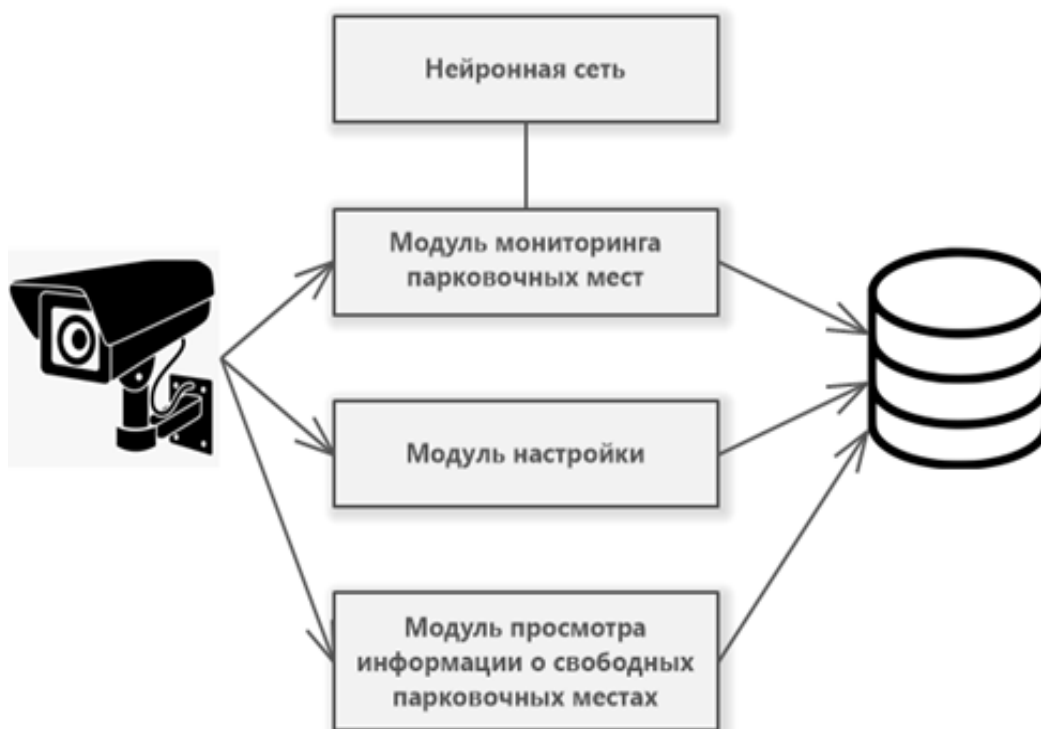 Нейронная сеть
Модуль мониторинга
парковочных мест
Модуль настройки
Модуль просмотра
информации о свободных
парковочных местах